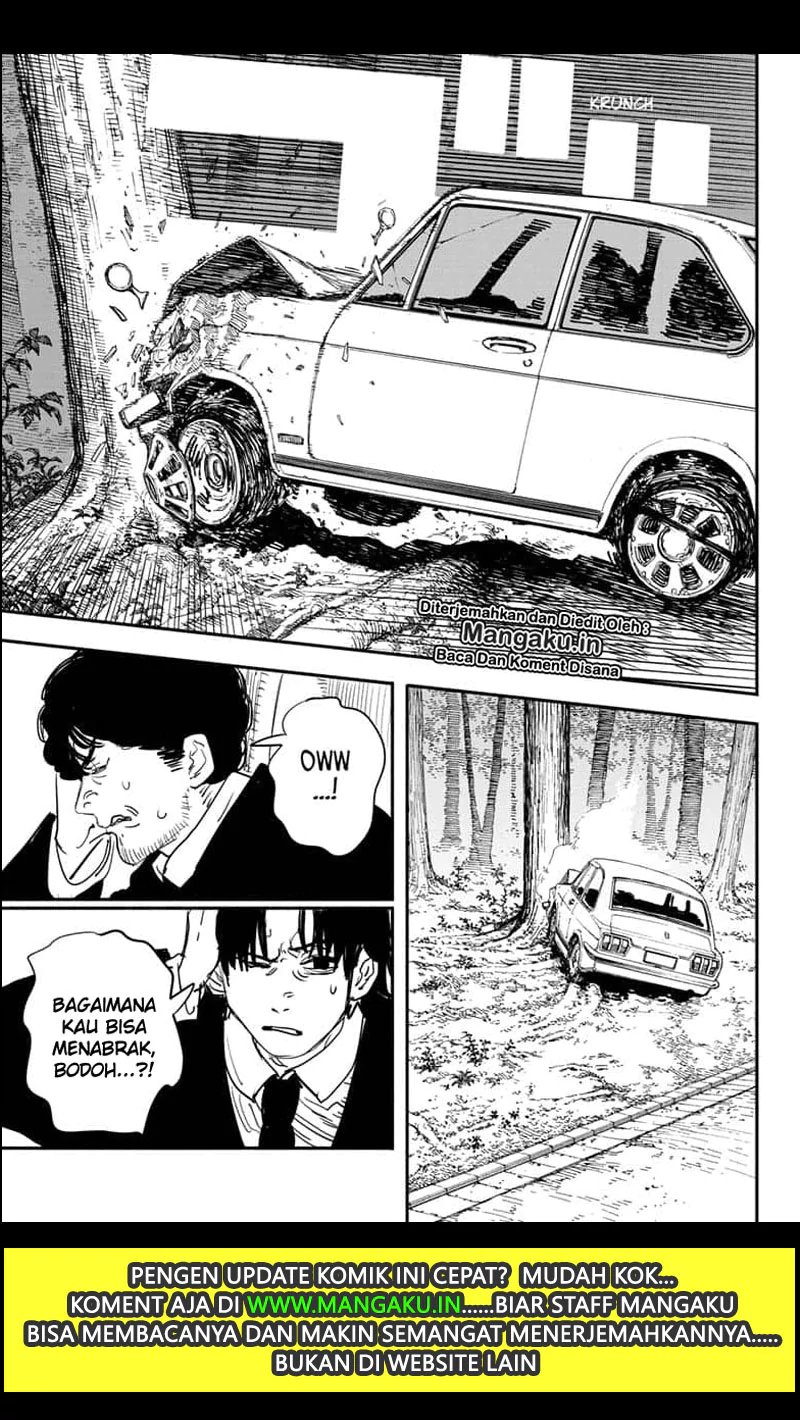 KRUNCH
Diterjemahkan dan Diedit Oleh :
Mangaku.in
Baca Dan Koment Disana
OWW
...!
BAGAIMANA
KAU BISA
MENABRAK,
BODOH...?!
PENGEN UPDATE KOMIK INI CEPAT? MUDAH KOK...
KOMENT AJA DI WWW.MANGAKU.IN......BIAR STAFF MANGAKU
BISA MEMBACANYA DAN MAKIN SEMANGAT MENERJEMAHKANNYA.....
BUKAN DI WEBSITE LAIN